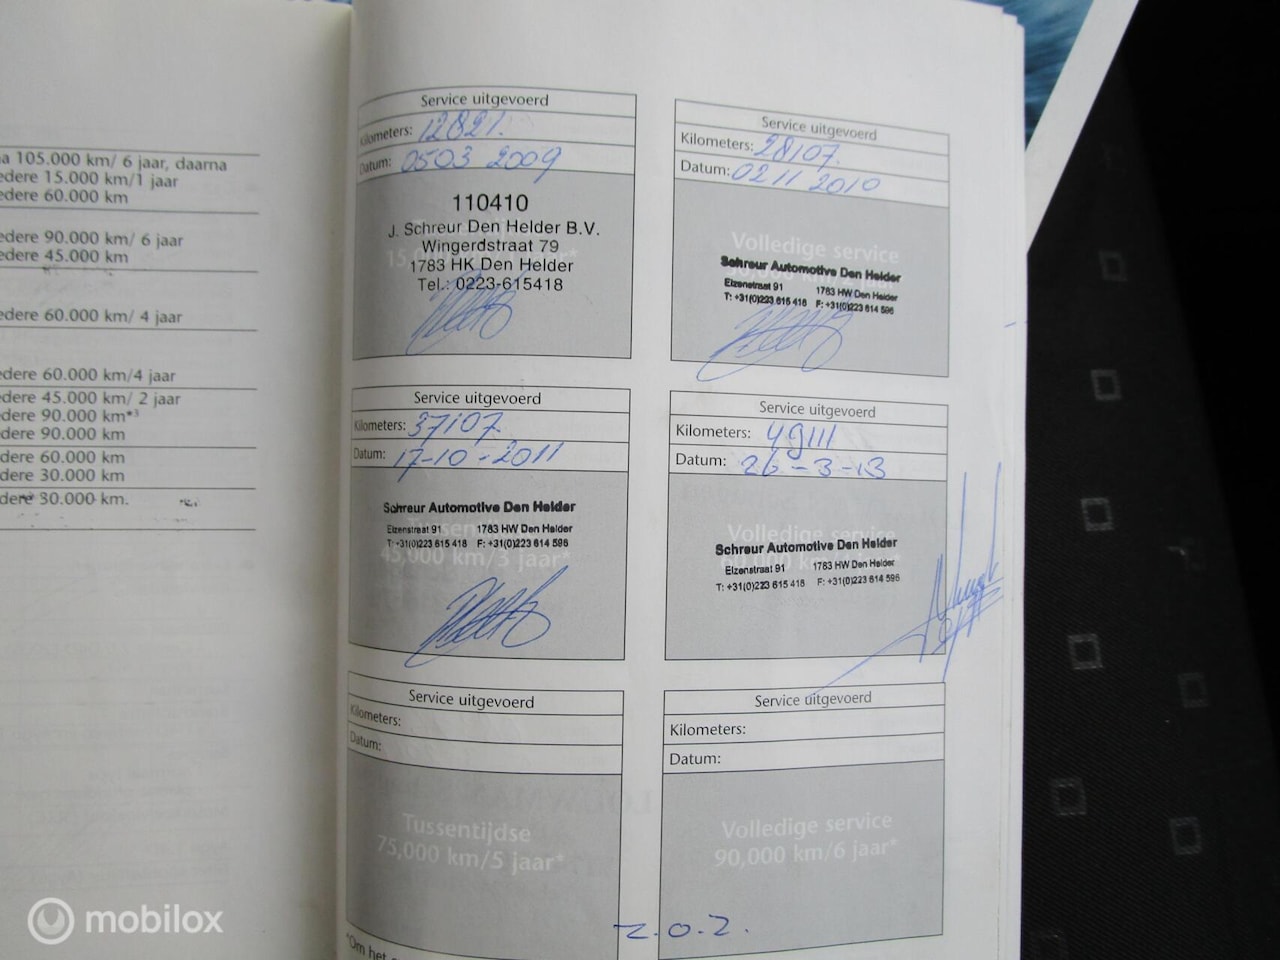 a 105.000 km/ 6 jaar, daarna
edere 15.000 km/1 jaar
edere 60.000 km
edere 90.000 km/ 6 jaar
edere 45.000 km
edere 60.000 km/ 4 jaar
edere 60.000 km/4 jaar
edere 45.000 km/ 2 jaar
edere 90.000 km*³
edere 90.000 km
edere 60.000 km
edere 30.000 km
dere 30.000 km.
Service uitgevoerd
Kilometers: 12821.
Datum: 0503 2009
110410
J. Schreur Den Helder B.V.
Wingerdstraat 79
1783 HK Den Helder
Tel.: 0223-615418
Service uitgevoerd
Kilometers: 28107.
Datum: 0211 2010
Volledige service
Schreur Automotive Den Helder
Elzenstraat 91 1783 HW Den Helder
T: +31(0)223 615 418 F: +31(0)223 614 596
Service uitgevoerd
Kilometers: 37107.
Datum: 17-10-2011
Schreur Automotive Den Helder
Elzenstraat 91 1783 HW Den Helder
T: +31(0)223 615 418 F: +31(0)223 614 596
45,000 km/3 jaar*
Service uitgevoerd
Kilometers: 49111
Datum: 26-3-13
Volledige service
Schreur Automotive Den Helder
Elzenstraat 91 1783 HW Den Helder
T: +31(0)223 615 418 F: +31(0)223 614 596
Service uitgevoerd
Kilometers:
Datum:
Tussentijdse
75,000 km/5 jaar*
Service uitgevoerd
Kilometers:
Datum:
Volledige service
90,000 km/6 jaar*
z.o.z.
*Om het
mobilox